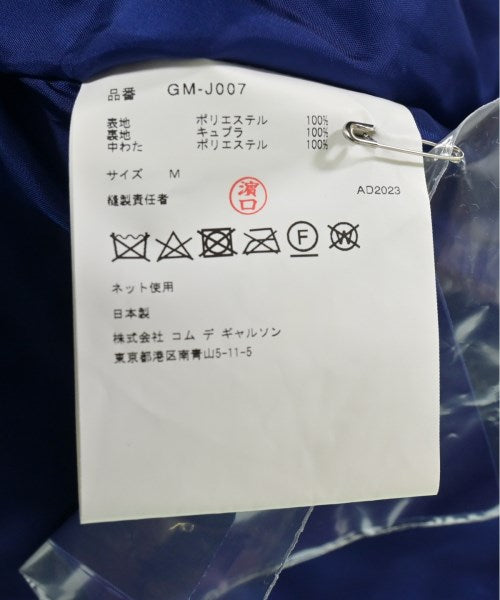 品番 GM-J007
表地 ポリエステル 100%
裏地 キュプラ 100%
中わた ポリエステル 100%
サイズ M
縫製責任者 濱口
AD2023
F W
ネット使用
日本製
株式会社 コム デ ギャルソン
東京都港区南青山5-11-5